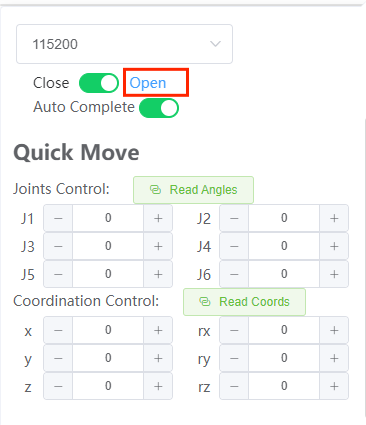 115200
Close Open
Auto Complete
Quick Move
Joints Control: Read Angles
J1 − 0 + J2 − 0 +
J3 − 0 + J4 − 0 +
J5 − 0 + J6 − 0 +
Coordination Control: Read Coords
x − 0 + rx − 0 +
y − 0 + ry − 0 +
z − 0 + rz − 0 +